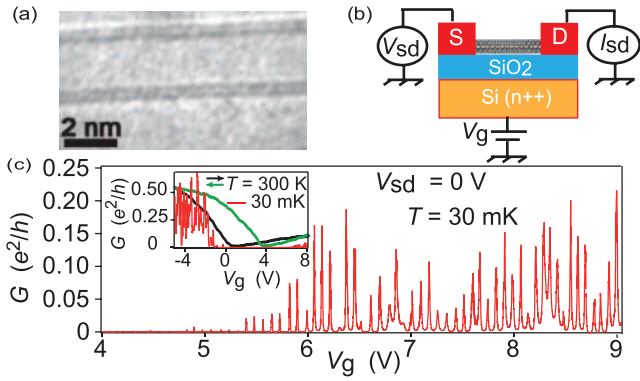 (a)
2 nm
(b)
Vsd
S
D
Isd
SiO2
Si (n++)
Vg
(c)
G (e²/h)
0.25
0.20
0.15
0.10
0.05
0
4
5
6
7
8
9
Vg (V)
Vsd = 0 V
T = 30 mK
G (e²/h)
0.50
0.25
0
T = 300 K
30 mK
-4
0
4
8
Vg (V)